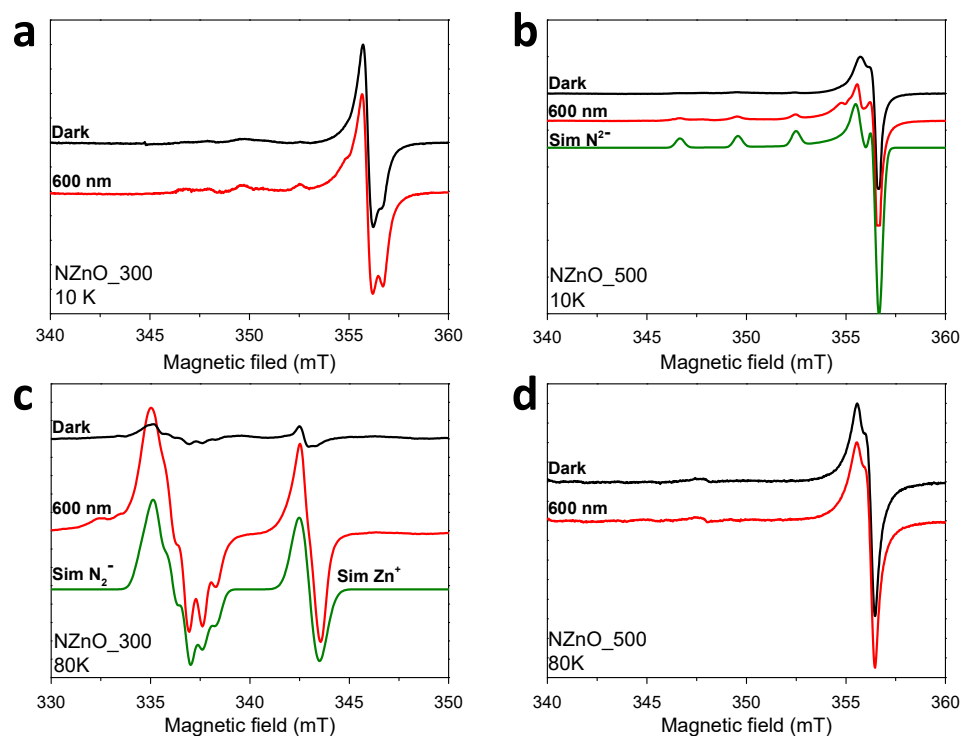 a
Dark
600 nm
NZnO_300
10 K
330 345 350 355 360
Magnetic filed (mT)
b
Dark
600 nm
Sim N²⁻
NZnO_500
10K
340 345 350 355 360
Magnetic field (mT)
c
Dark
600 nm
Sim N₂⁻
Sim Zn⁺
NZnO_300
80K
330 335 340 345 350
Magnetic field (mT)
d
Dark
600 nm
NZnO_500
80K
340 345 350 355 360
Magnetic field (mT)